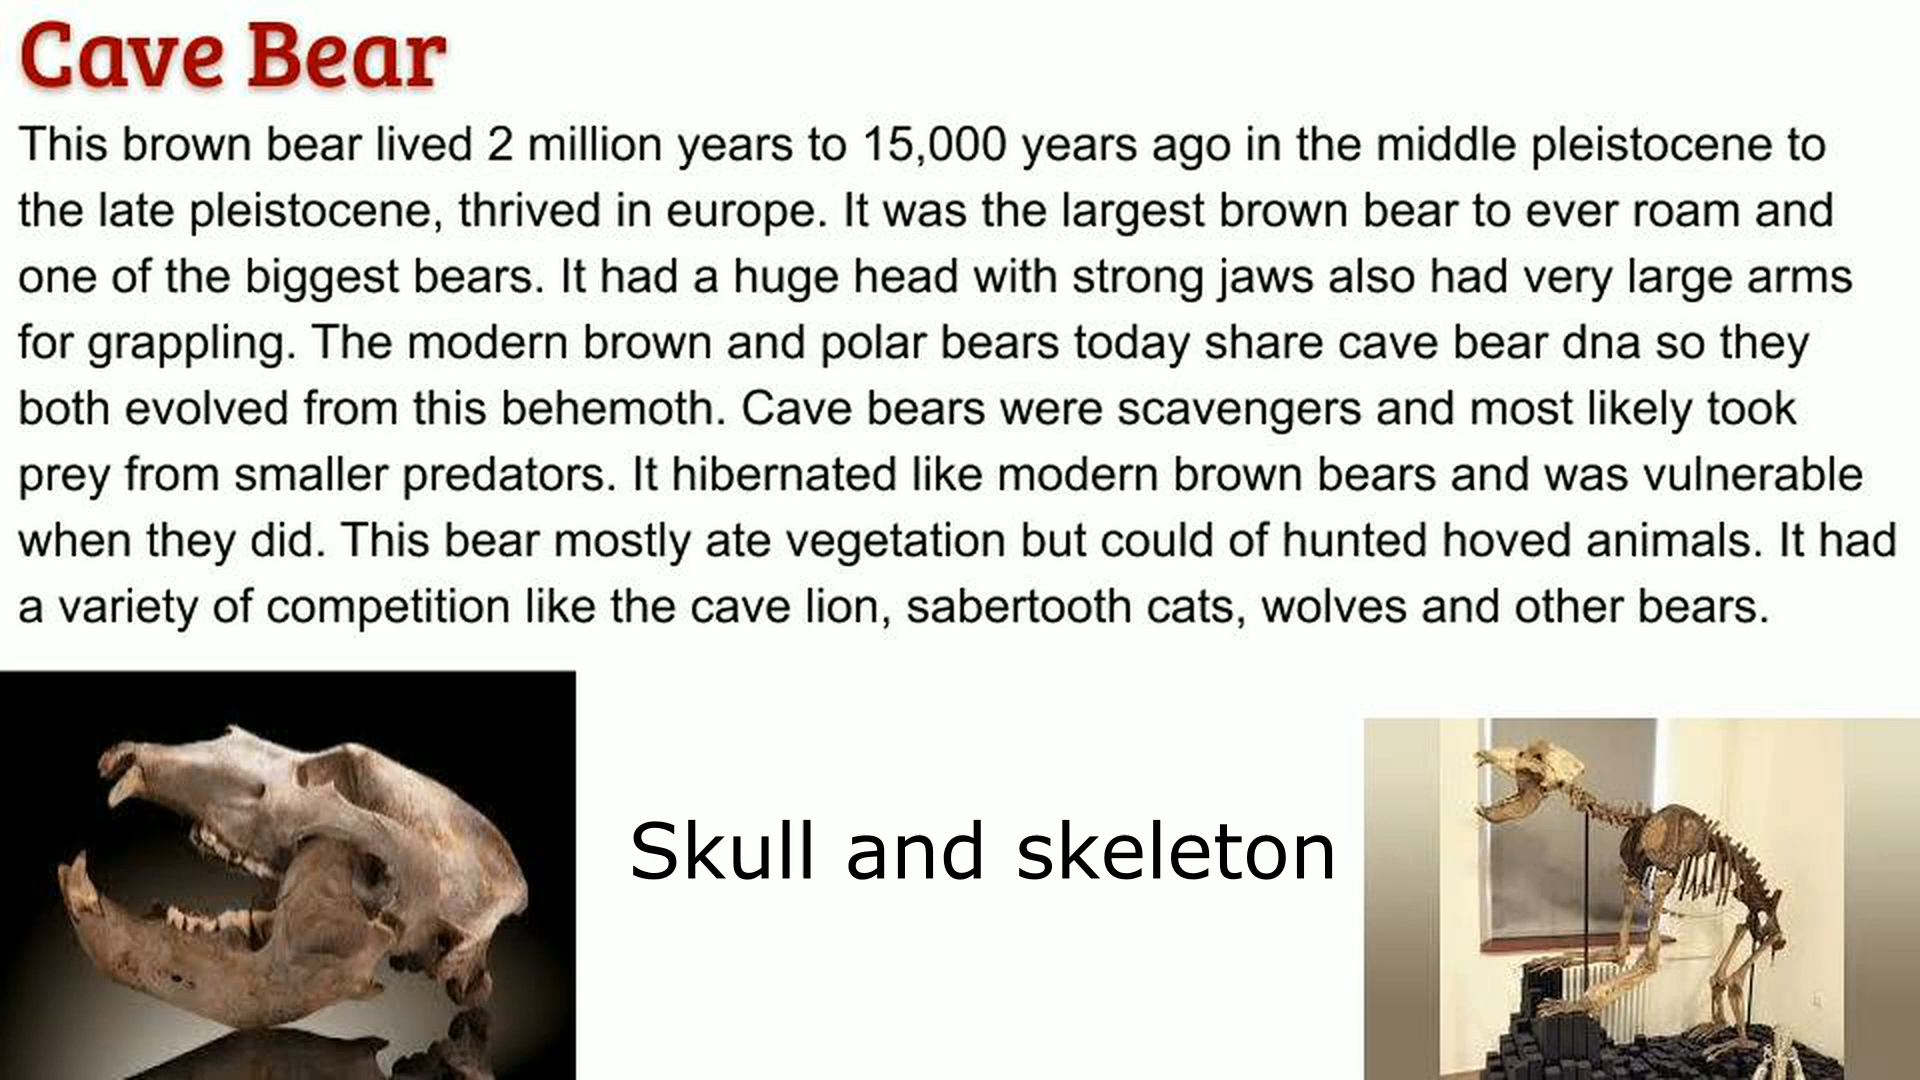 Cave Bear
This brown bear lived 2 million years to 15,000 years ago in the middle pleistocene to
the late pleistocene, thrived in europe. It was the largest brown bear to ever roam and
one of the biggest bears. It had a huge head with strong jaws also had very large arms
for grappling. The modern brown and polar bears today share cave bear dna so they
both evolved from this behemoth. Cave bears were scavengers and most likely took
prey from smaller predators. It hibernated like modern brown bears and was vulnerable
when they did. This bear mostly ate vegetation but could of hunted hoved animals. It had
a variety of competition like the cave lion, sabertooth cats, wolves and other bears.
Skull and skeleton